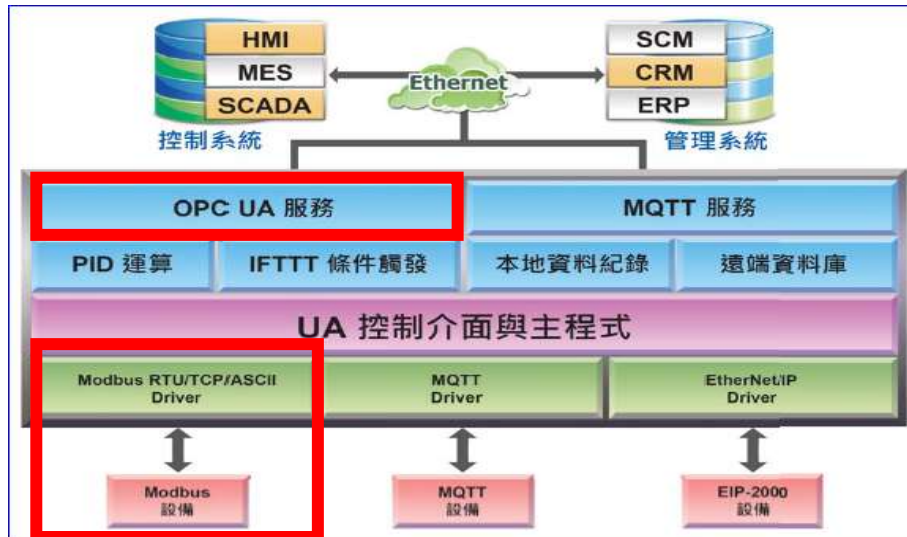 HMI
MES
SCADA
控制系統
Ethernet
SCM
CRM
ERP
管理系統
OPC UA 服務
MQTT 服務
PID 運算
IFTTT 條件觸發
本地資料紀錄
遠端資料庫
UA 控制介面與主程式
Modbus RTU/TCP/ASCII
Driver
MQTT
Driver
EtherNet/IP
Driver
Modbus
設備
MQTT
設備
EIP-2000
設備